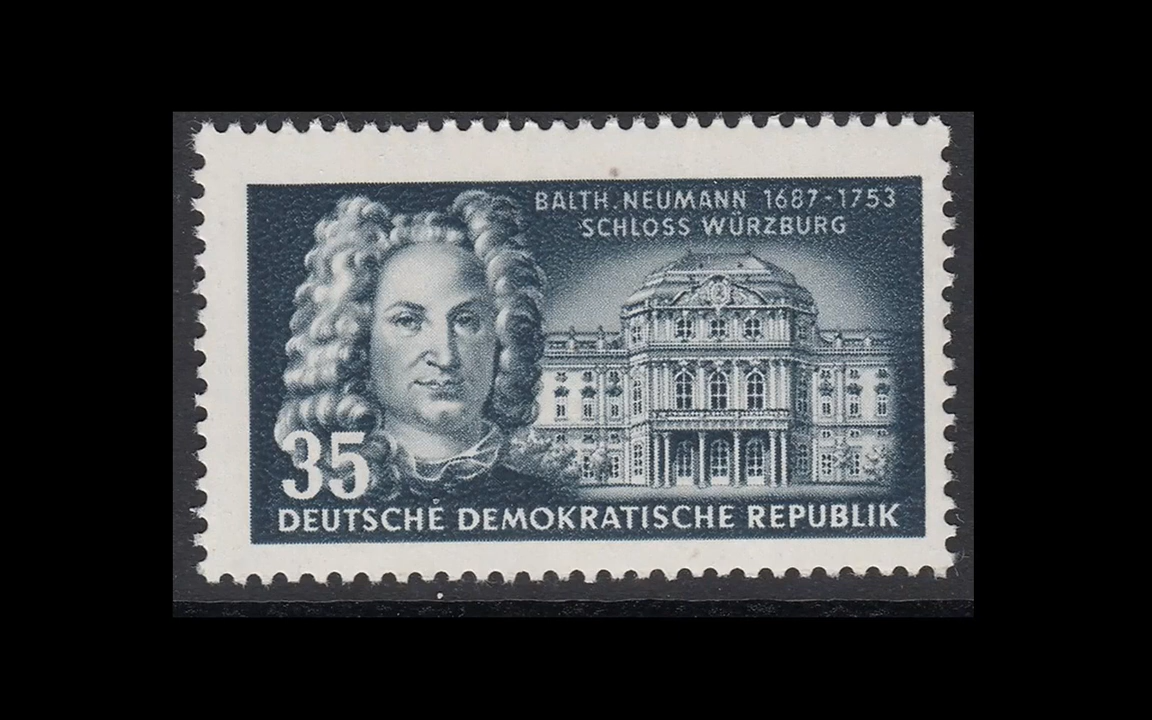 BALTH. NEUMANN 1687-1753
SCHLOSS WÜRZBURG
35
DEUTSCHE DEMOKRATISCHE REPUBLIK